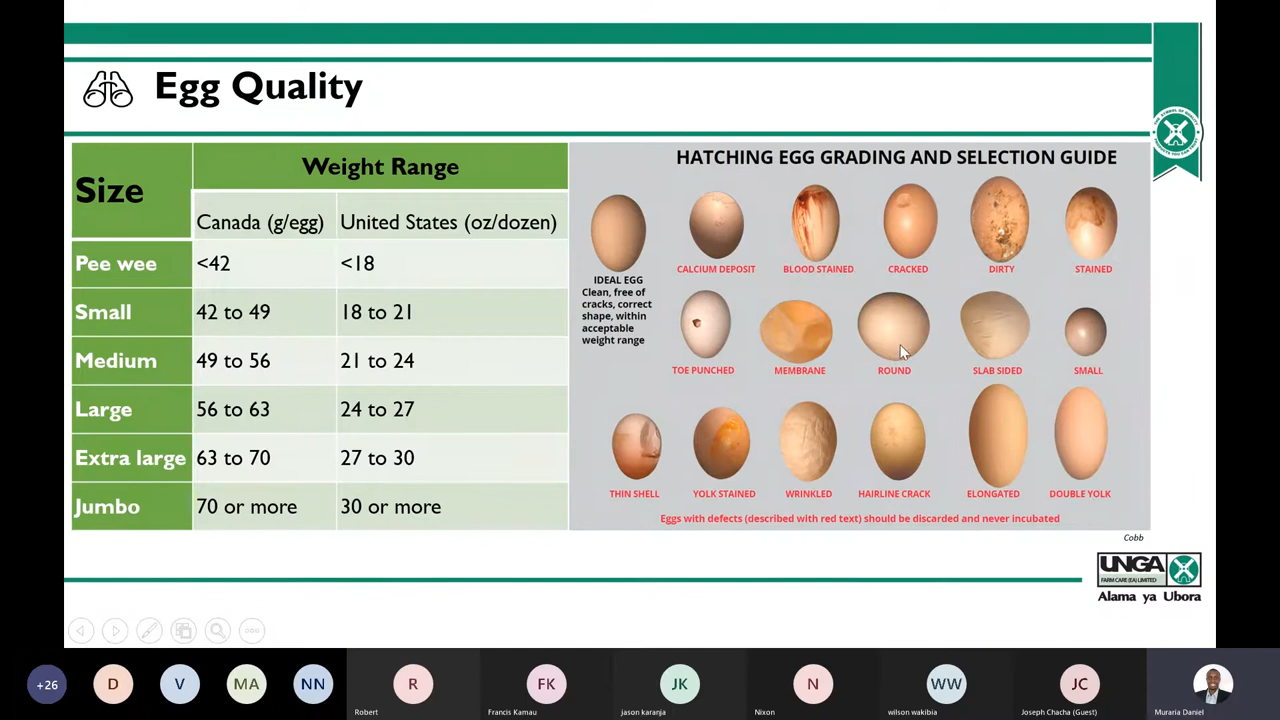 Egg Quality
Size
Weight Range
Canada (g/egg)
United States (oz/dozen)
Pee wee
<42
<18
Small
42 to 49
18 to 21
Medium
49 to 56
21 to 24
Large
56 to 63
24 to 27
Extra large
63 to 70
27 to 30
Jumbo
70 or more
30 or more
HATCHING EGG GRADING AND SELECTION GUIDE
IDEAL EGG
Clean, free of
cracks, correct
shape, within
acceptable
weight range
CALCIUM DEPOSIT
BLOOD STAINED
CRACKED
DIRTY
STAINED
TOE PUNCHED
MEMBRANE
ROUND
SLAB SIDED
SMALL
THIN SHELL
YOLK STAINED
WRINKLED
HAIRLINE CRACK
ELONGATED
DOUBLE YOLK
Eggs with defects (described with red text) should be discarded and never incubated
Cobb
UNGA
FARM CARE (EA) LIMITED
Alama ya Ubora
+26
D
V
MA
NN
R
Robert
FK
Francis Kamau
JK
jason karanja
N
Nixon
WW
wilson wakibia
JC
Joseph Chacha (Guest)
Muraria Daniel